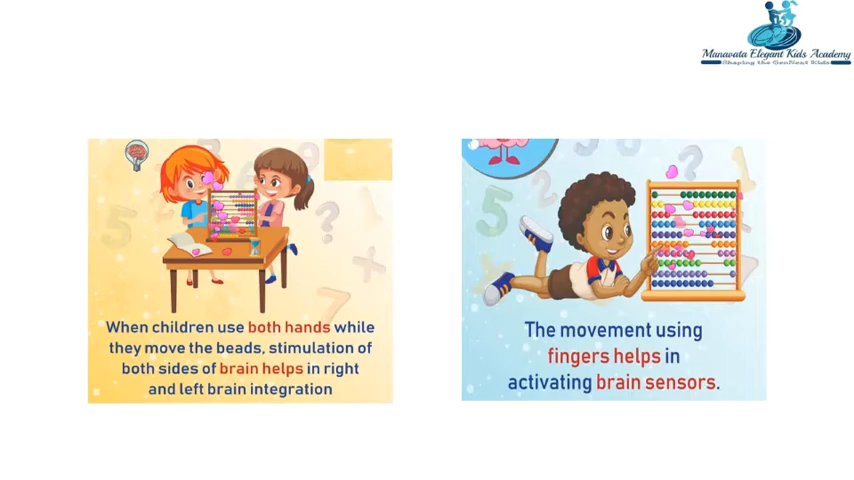 Manavata Elegant Kids Academy
Shaping the GenNext Kids
When children use both hands while
they move the beads, stimulation of
both sides of brain helps in right
and left brain integration
The movement using
fingers helps in
activating brain sensors.